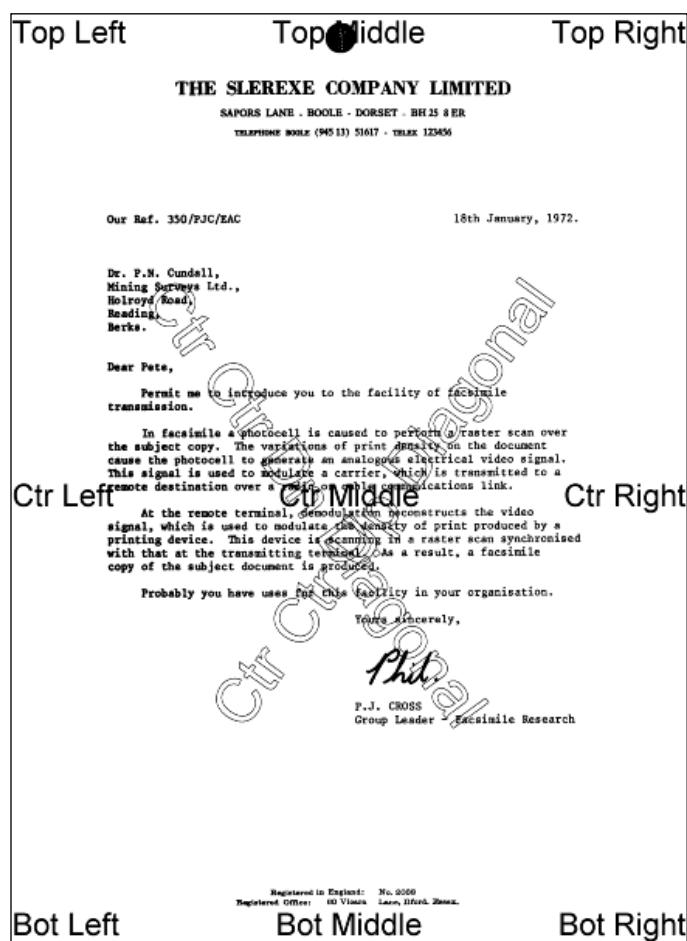 Top Left Top Middle Top Right
THE SLEREXE COMPANY LIMITED
SAPORS LANE . BOOLE - DORSET . BH 25 8 ER
TELEPHONE BOOLE (945 13) 51617 - TELEX 123456
Our Ref. 350/PJC/EAC 18th January, 1972.
Dr. P.N. Cundall,
Mining Surveys Ltd.,
Holroyd Road,
Reading,
Berks.
Dear Pete,
Permit me to introduce you to the facility of facsimile
transmission.
In facsimile a photocell is caused to perform a raster scan over
the subject copy. The variations of print density on the document
cause the photocell to generate an analogous electrical video signal.
This signal is used to modulate a carrier, which is transmitted to a
remote destination over a radio or cable communications link.
Ctr Left Ctr Middle Ctr Right
At the remote terminal, demodulation reconstructs the video
signal, which is used to modulate the density of print produced by a
printing device. This device is scanning in a raster scan synchronised
with that at the transmitting terminal. As a result, a facsimile
copy of the subject document is produced.
Probably you have uses for this facility in your organisation.
Yours sincerely,
Phil.
P.J. CROSS
Group Leader - Facsimile Research
Ctr Diagonal
Ctr Diagonal
Registered in England: No. 2038
Registered Office: 60 Vicara Lane, Ilford. Essex.
Bot Left Bot Middle Bot Right